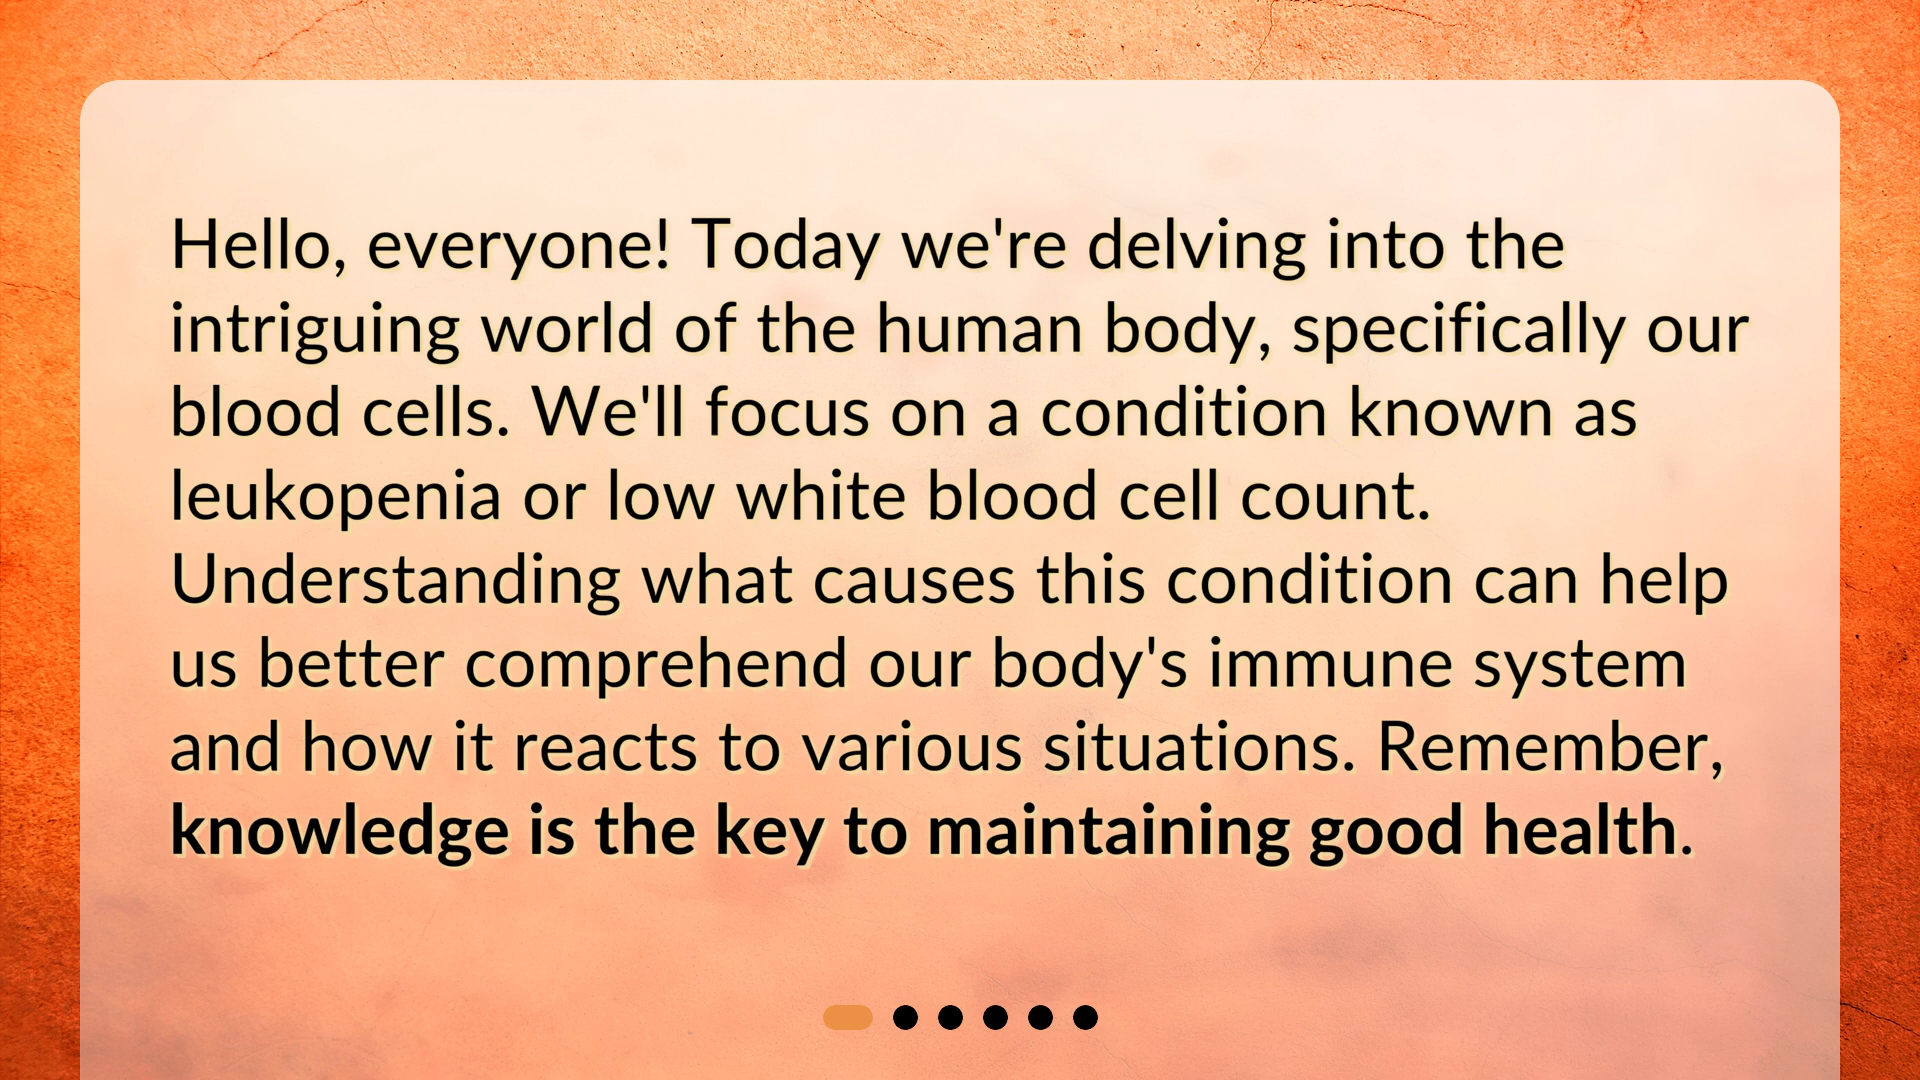 Hello, everyone! Today we're delving into the
intriguing world of the human body, specifically our
blood cells. We'll focus on a condition known as
leukopenia or low white blood cell count.
Understanding what causes this condition can help
us better comprehend our body's immune system
and how it reacts to various situations. Remember,
knowledge is the key to maintaining good health.